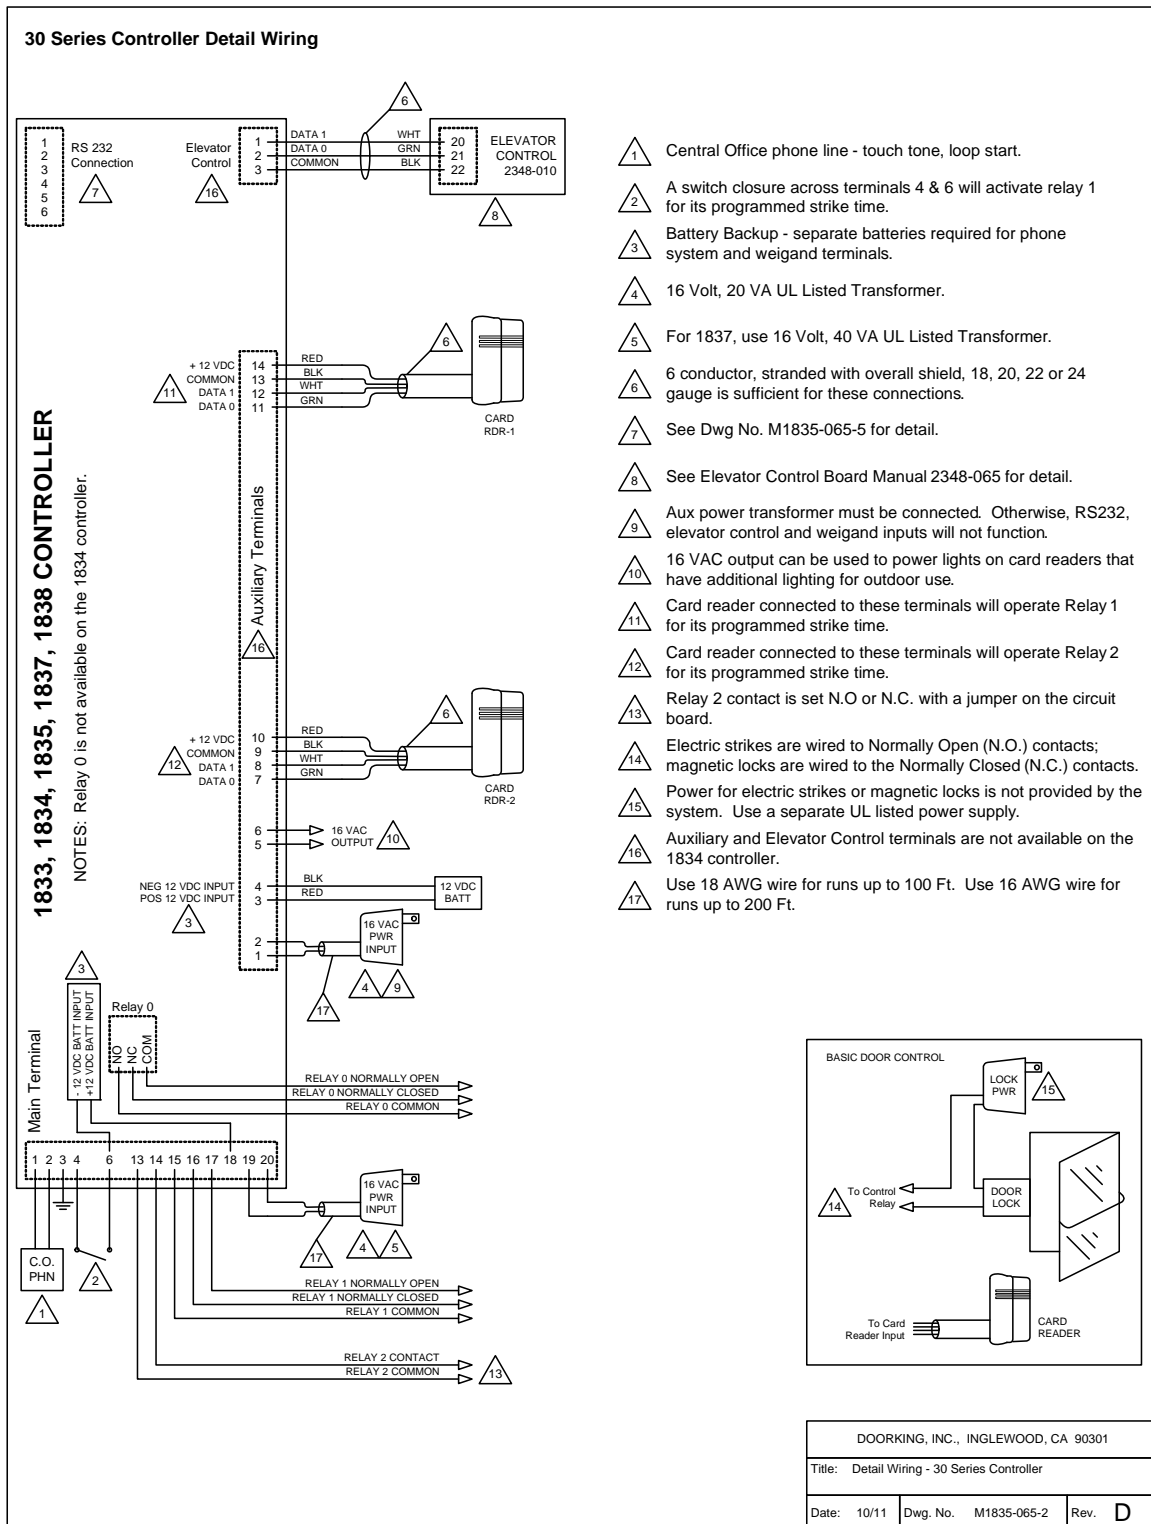 30 Series Controller Detail Wiring
6
1
2
3
4
5
6
RS 232
Connection
7
Elevator
Control
16
1
2
3
DATA 1
DATA 0
COMMON
WHT
GRN
BLK
20
21
22
ELEVATOR
CONTROL
2348-010
8
1833, 1834, 1835, 1837, 1838 CONTROLLER
NOTES: Relay 0 is not available on the 1834 controller.
Auxiliary Terminals
16
11
+ 12 VDC
COMMON
DATA 1
DATA 0
14
13
12
11
RED
BLK
WHT
GRN
6
CARD
RDR-1
12
+ 12 VDC
COMMON
DATA 1
DATA 0
10
9
8
7
RED
BLK
WHT
GRN
6
CARD
RDR-2
6
5
16 VAC
OUTPUT
10
NEG 12 VDC INPUT
POS 12 VDC INPUT
3
4
3
BLK
RED
12 VDC
BATT
2
1
16 VAC
PWR
INPUT
17
4
9
3
- 12 VDC BATT INPUT
+12 VDC BATT INPUT
Relay 0
NO
NC
COM
RELAY 0 NORMALLY OPEN
RELAY 0 NORMALLY CLOSED
RELAY 0 COMMON
Main Terminal
1 2 3 4 6 13 14 15 16 17 18 19 20
16 VAC
PWR
INPUT
17
4
5
C.O.
PHN
1
2
RELAY 1 NORMALLY OPEN
RELAY 1 NORMALLY CLOSED
RELAY 1 COMMON
RELAY 2 CONTACT
RELAY 2 COMMON
13
1 Central Office phone line - touch tone, loop start.
2 A switch closure across terminals 4 & 6 will activate relay 1
for its programmed strike time.
3 Battery Backup - separate batteries required for phone
system and weigand terminals.
4 16 Volt, 20 VA UL Listed Transformer.
5 For 1837, use 16 Volt, 40 VA UL Listed Transformer.
6 6 conductor, stranded with overall shield, 18, 20, 22 or 24
gauge is sufficient for these connections.
7 See Dwg No. M1835-065-5 for detail.
8 See Elevator Control Board Manual 2348-065 for detail.
9 Aux power transformer must be connected. Otherwise, RS232,
elevator control and weigand inputs will not function.
10 16 VAC output can be used to power lights on card readers that
have additional lighting for outdoor use.
11 Card reader connected to these terminals will operate Relay 1
for its programmed strike time.
12 Card reader connected to these terminals will operate Relay 2
for its programmed strike time.
13 Relay 2 contact is set N.O or N.C. with a jumper on the circuit
board.
14 Electric strikes are wired to Normally Open (N.O.) contacts;
magnetic locks are wired to the Normally Closed (N.C.) contacts.
15 Power for electric strikes or magnetic locks is not provided by the
system. Use a separate UL listed power supply.
16 Auxiliary and Elevator Control terminals are not available on the
1834 controller.
17 Use 18 AWG wire for runs up to 100 Ft. Use 16 AWG wire for
runs up to 200 Ft.
BASIC DOOR CONTROL
LOCK
PWR
15
14
To Control
Relay
DOOR
LOCK
To Card
Reader Input
CARD
READER
DOORKING, INC., INGLEWOOD, CA 90301
Title: Detail Wiring - 30 Series Controller
Date: 10/11 Dwg. No. M1835-065-2 Rev. D